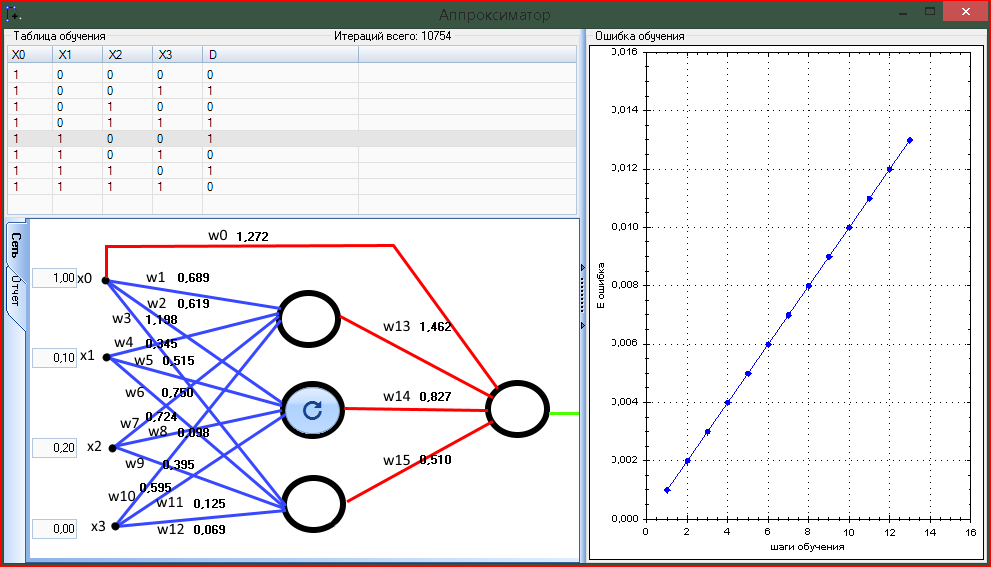 Аппроксиматор
Таблица обучения
Итераций всего: 10754
X0 X1 X2 X3 D
1 0 0 0 0
1 0 0 1 1
1 0 1 0 0
1 0 1 1 1
1 1 0 0 1
1 1 0 1 0
1 1 1 0 1
1 1 1 1 0
Сеть
Отчет
w0 1,272
1,00 x0
w1 0,689
w2 0,619
w3 1,198
w4 0,345
0,10 x1
w5 0,515
w6 0,750
w7 0,724
w8 0,098
0,20 x2
w9 0,395
w10 0,595
w11 0,125
0,00 x3
w12 0,069
w13 1,462
w14 0,827
w15 0,510
Ошибка обучения
0,016
0,014
0,012
0,010
0,008
0,006
0,004
0,002
0,000
E ошибка
0 2 4 6 8 10 12 14 16
шаги обучения